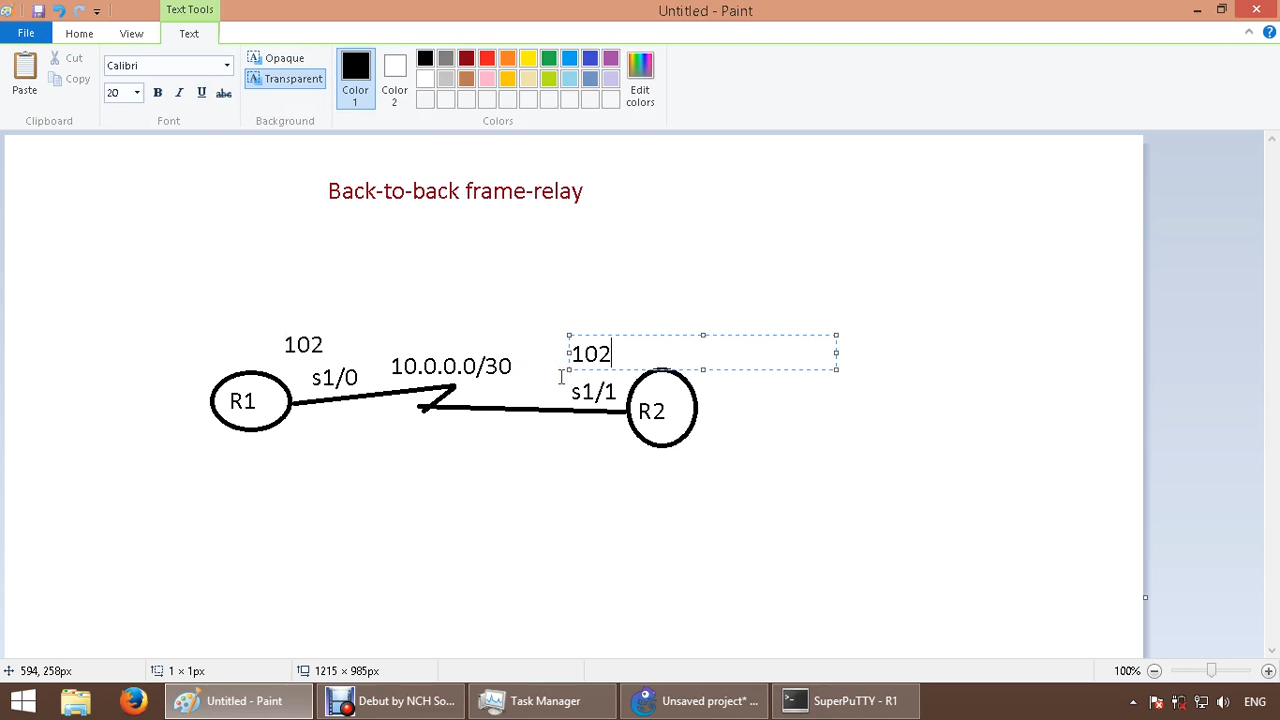 Text Tools
Untitled - Paint
File
Home
View
Text
Paste
Cut
Copy
Clipboard
Calibri
20
B
I
U
abc
Font
A Opaque
A Transparent
Background
Color
1
Color
2
Edit
colors
Colors
Back-to-back frame-relay
102
102
s1/0
10.0.0.0/30
s1/1
R1
R2
594, 258px
1 × 1px
1215 × 985px
100%
Untitled - Paint
Debut by NCH So...
Task Manager
Unsaved project*...
SuperPuTTY - R1
ENG